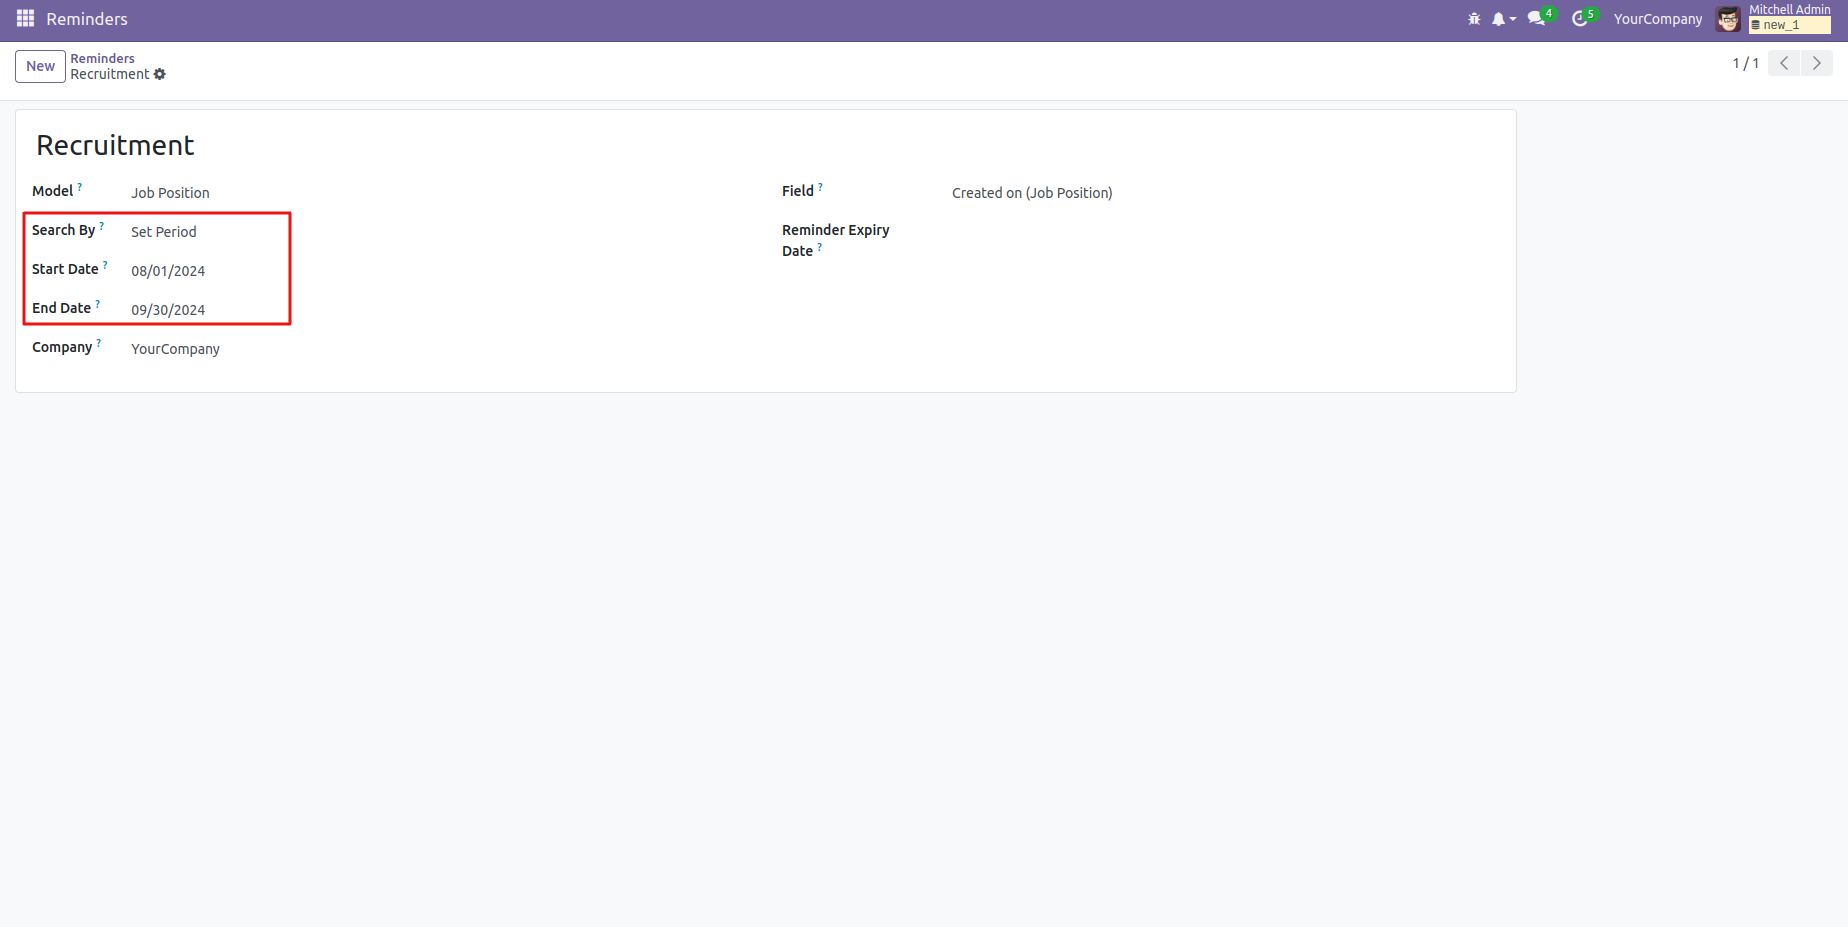 Reminders
4
5
YourCompany
Mitchell Admin
new_1
New
Reminders
Recruitment
1 / 1
Recruitment
Model ?
Job Position
Field ?
Created on (Job Position)
Search By ?
Set Period
Reminder Expiry
Date ?
Start Date ?
08/01/2024
End Date ?
09/30/2024
Company ?
YourCompany